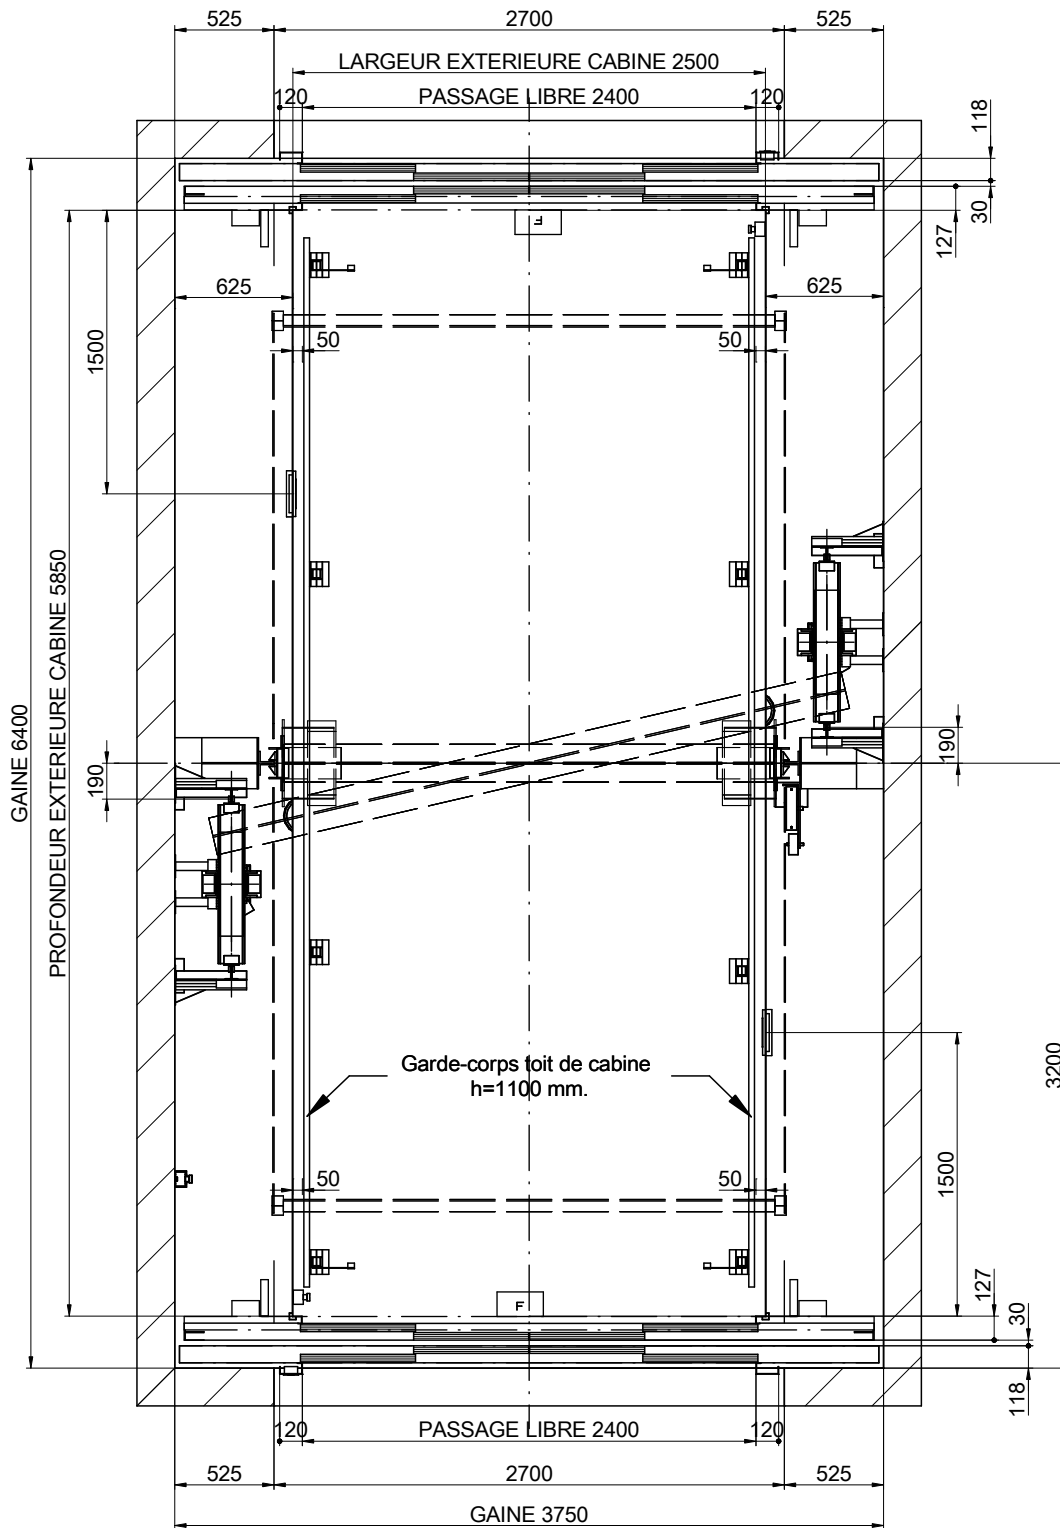 525 2700 525
LARGEUR EXTERIEURE CABINE 2500
120 PASSAGE LIBRE 2400 120
118
30
127
F
625 625
1500
50 50
PROFONDEUR EXTERIEURE CABINE 5850
GAINE 6400
190
190
Garde-corps toit de cabine
h=1100 mm.
3200
1500
50 50
F
127
30
118
120 PASSAGE LIBRE 2400 120
525 2700 525
GAINE 3750